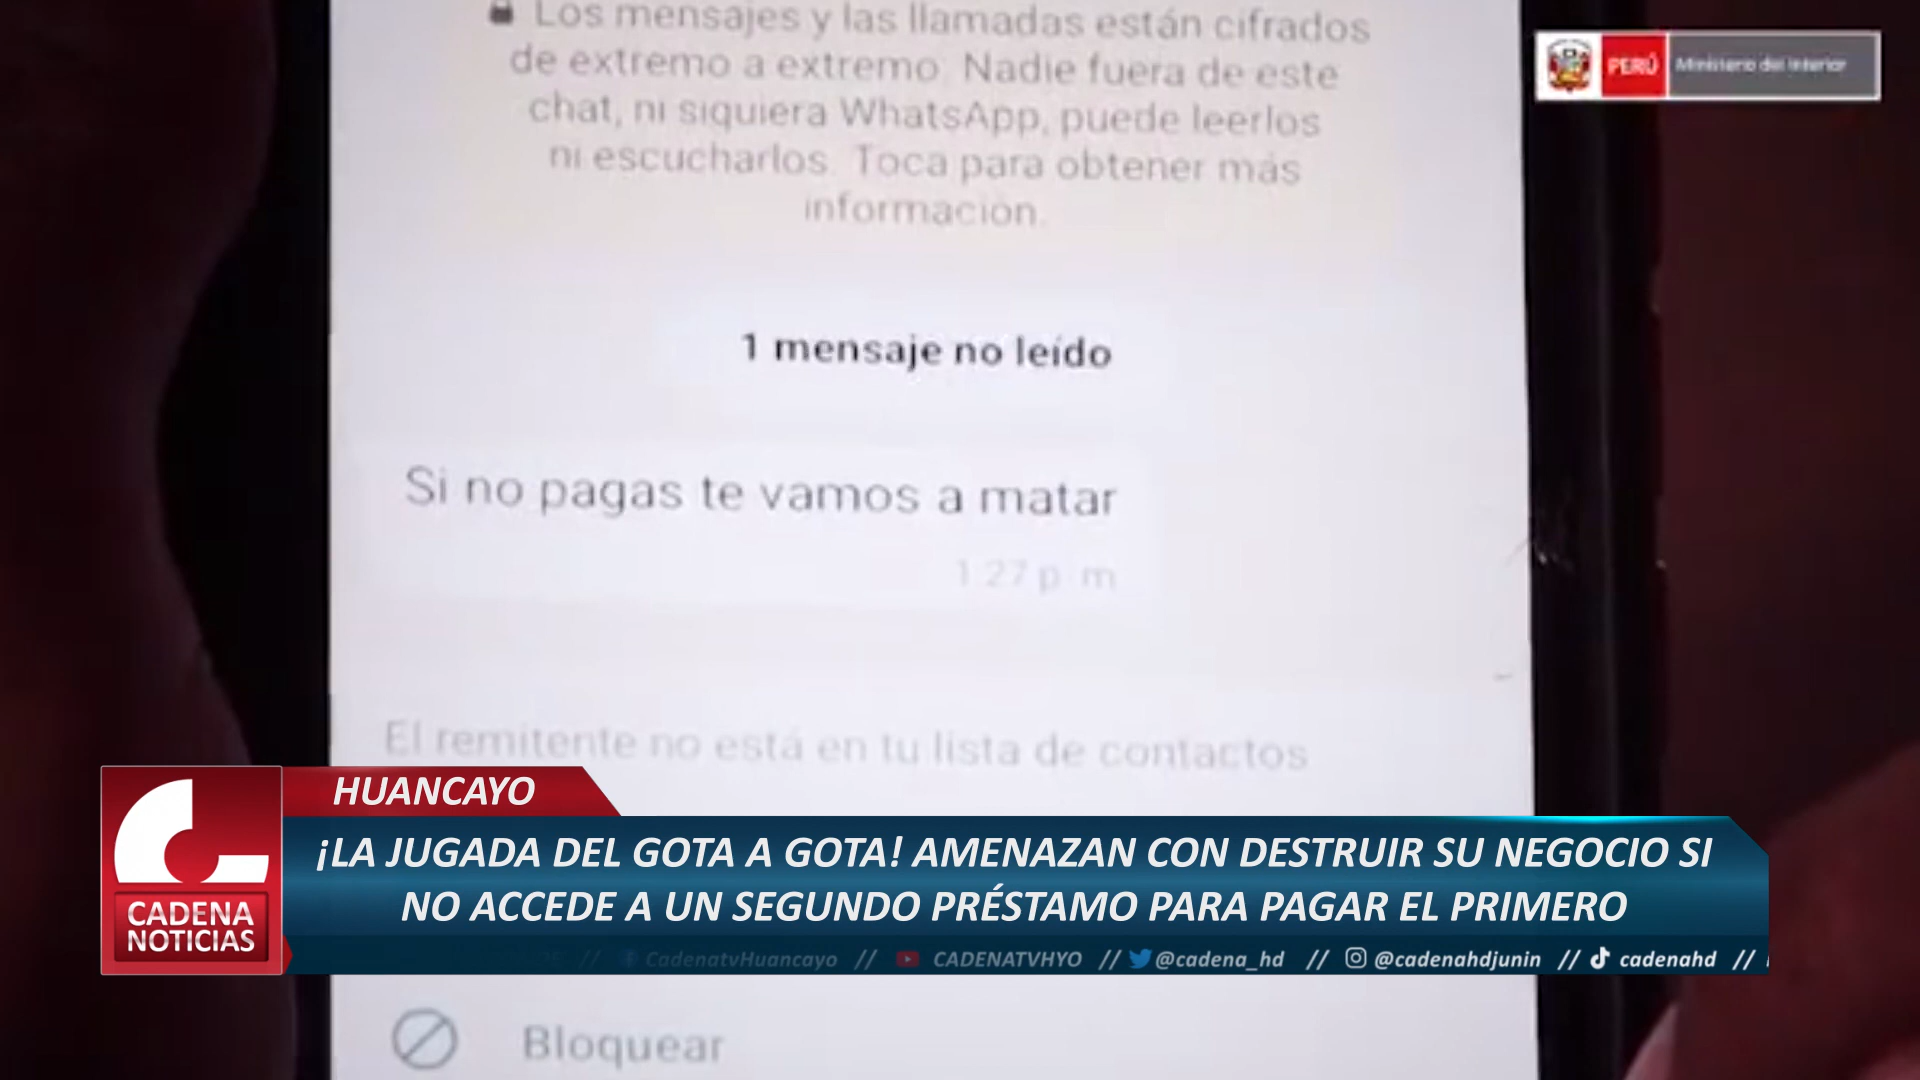 Los mensajes y las llamadas están cifrados
de extremo a extremo. Nadie fuera de este
chat, ni siquiera WhatsApp, puede leerlos
ni escucharlos. Toca para obtener más
información.
PERÚ
Ministerio del Interior
1 mensaje no leído
Si no pagas te vamos a matar
1:27 p. m.
El remitente no está en tu lista de contactos
HUANCAYO
¡LA JUGADA DEL GOTA A GOTA! AMENAZAN CON DESTRUIR SU NEGOCIO SI
NO ACCEDE A UN SEGUNDO PRÉSTAMO PARA PAGAR EL PRIMERO
CADENA
NOTICIAS
// CadenatvHuancayo // CADENATVHYO // @cadena_hd // @cadenahdjunin // cadenahd //
Bloquear